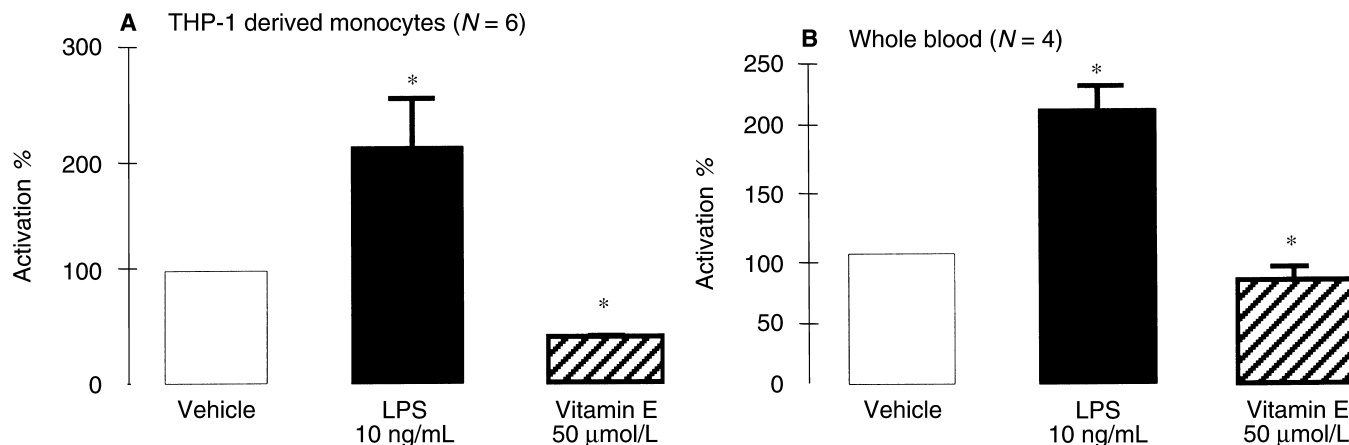 A THP-1 derived monocytes (N = 6)
300
200
100
0
Activation %
*
*
Vehicle
LPS
10 ng/mL
Vitamin E
50 μmol/L
B Whole blood (N = 4)
250
200
150
100
50
0
Activation %
*
*
Vehicle
LPS
10 ng/mL
Vitamin E
50 μmol/L